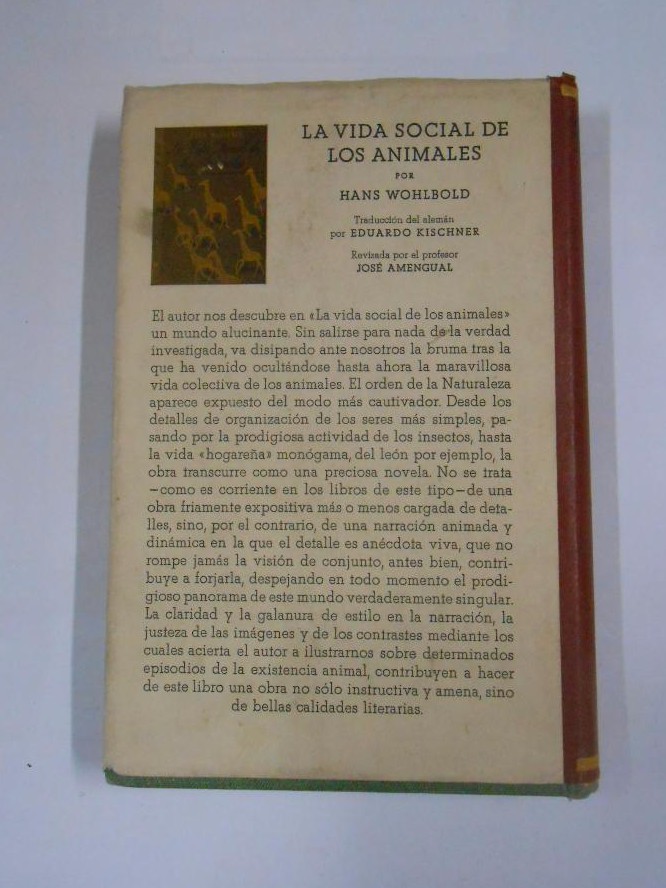 LA VIDA SOCIAL DE
LOS ANIMALES
POR
HANS WOHLBOLD
Traducción del alemán
por EDUARDO KISCHNER
Revisada por el profesor
JOSÉ AMENGUAL
El autor nos descubre en «La vida social de los animales»
un mundo alucinante. Sin salirse para nada de la verdad
investigada, va disipando ante nosotros la bruma tras la
que ha venido ocultándose hasta ahora la maravillosa
vida colectiva de los animales. El orden de la Naturaleza
aparece expuesto del modo más cautivador. Desde los
detalles de organización de los seres más simples, pa-
sando por la prodigiosa actividad de los insectos, hasta
la vida «hogareña» monógama, del león por ejemplo, la
obra transcurre como una preciosa novela. No se trata
—como es corriente en los libros de este tipo—de una
obra friamente expositiva más o menos cargada de deta-
lles, sino, por el contrario, de una narración animada y
dinámica en la que el detalle es anécdota viva, que no
rompe jamás la visión de conjunto, antes bien, contri-
buye a forjarla, despejando en todo momento el prodi-
gioso panorama de este mundo verdaderamente singular.
La claridad y la galanura de estilo en la narración, la
justeza de las imágenes y de los contrastes mediante los
cuales acierta el autor a ilustrarnos sobre determinados
episodios de la existencia animal, contribuyen a hacer
de este libro una obra no sólo instructiva y amena, sino
de bellas calidades literarias.